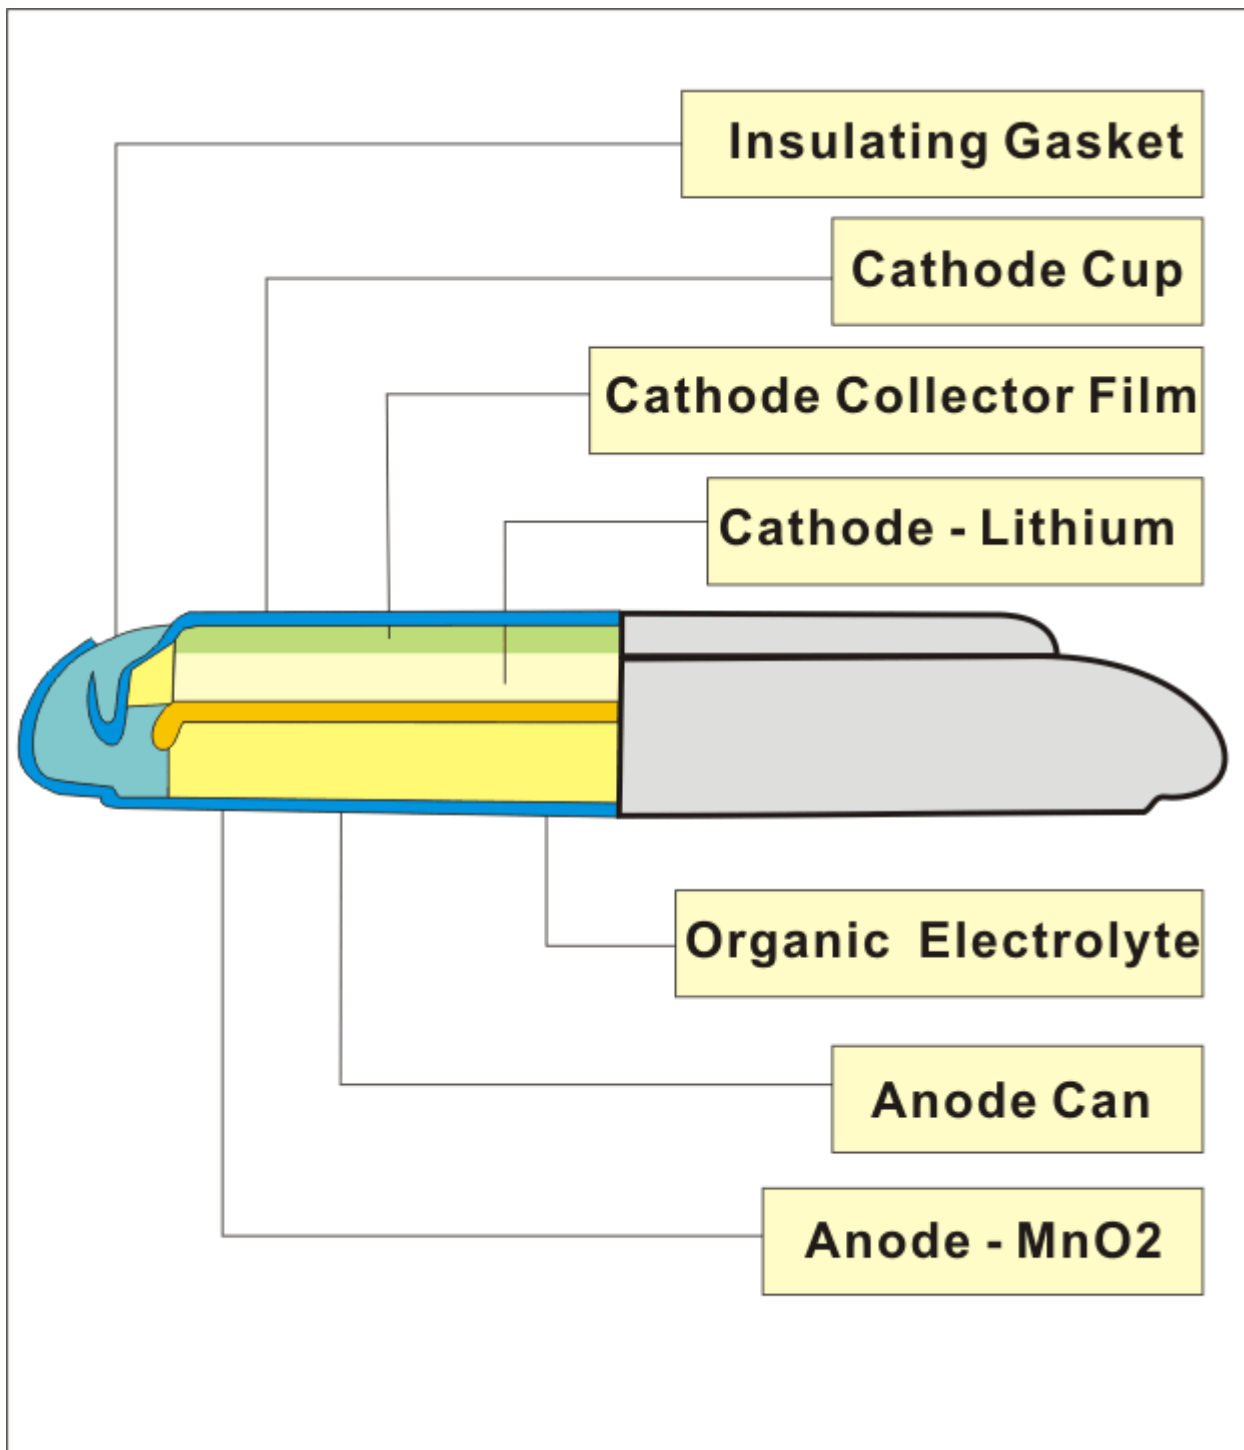 Insulating Gasket
Cathode Cup
Cathode Collector Film
Cathode - Lithium
Organic Electrolyte
Anode Can
Anode - MnO2